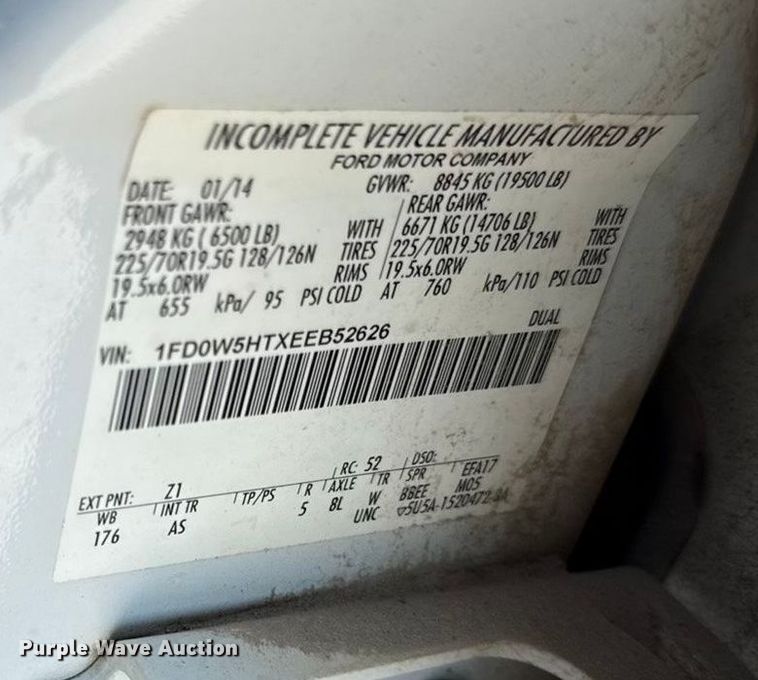 INCOMPLETE VEHICLE MANUFACTURED BY
FORD MOTOR COMPANY
DATE: 01/14 GVWR: 8845 KG (19500 LB)
FRONT GAWR: REAR GAWR:
2948 KG ( 6500 LB) WITH 6671 KG (14706 LB) WITH
225/70R19.5G 128/126N TIRES 225/70R19.5G 128/126N TIRES
19.5x6.0RW RIMS 19.5x6.0RW RIMS
AT 655 kPa/ 95 PSI COLD AT 760 kPa/110 PSI COLD
DUAL
VIN: 1FD0W5HTXEEB52626
EXT PNT: Z1 RC: 52 DSO:
WB INT TR TP/PS R AXLE TR SPR EFA17
176 AS 5 8L W BBEE M05
UNC
Purple Wave Auction